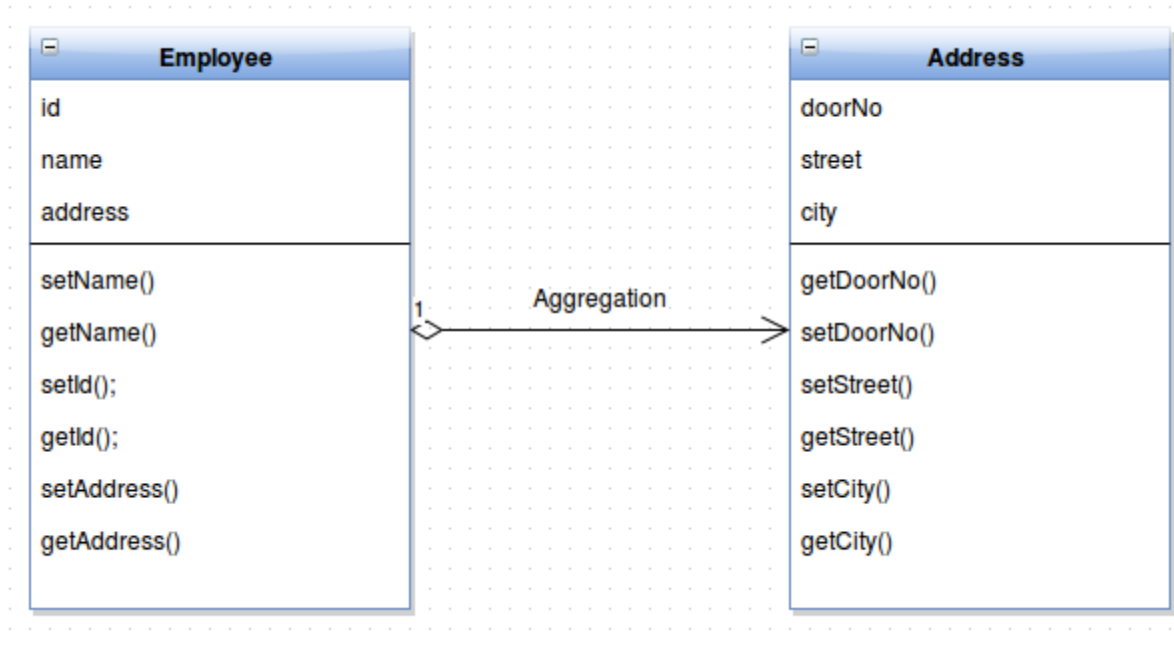 Employee
id
name
address
setName()
getName()
setId();
getId();
setAddress()
getAddress()
1
Aggregation
Address
doorNo
street
city
getDoorNo()
setDoorNo()
setStreet()
getStreet()
setCity()
getCity()